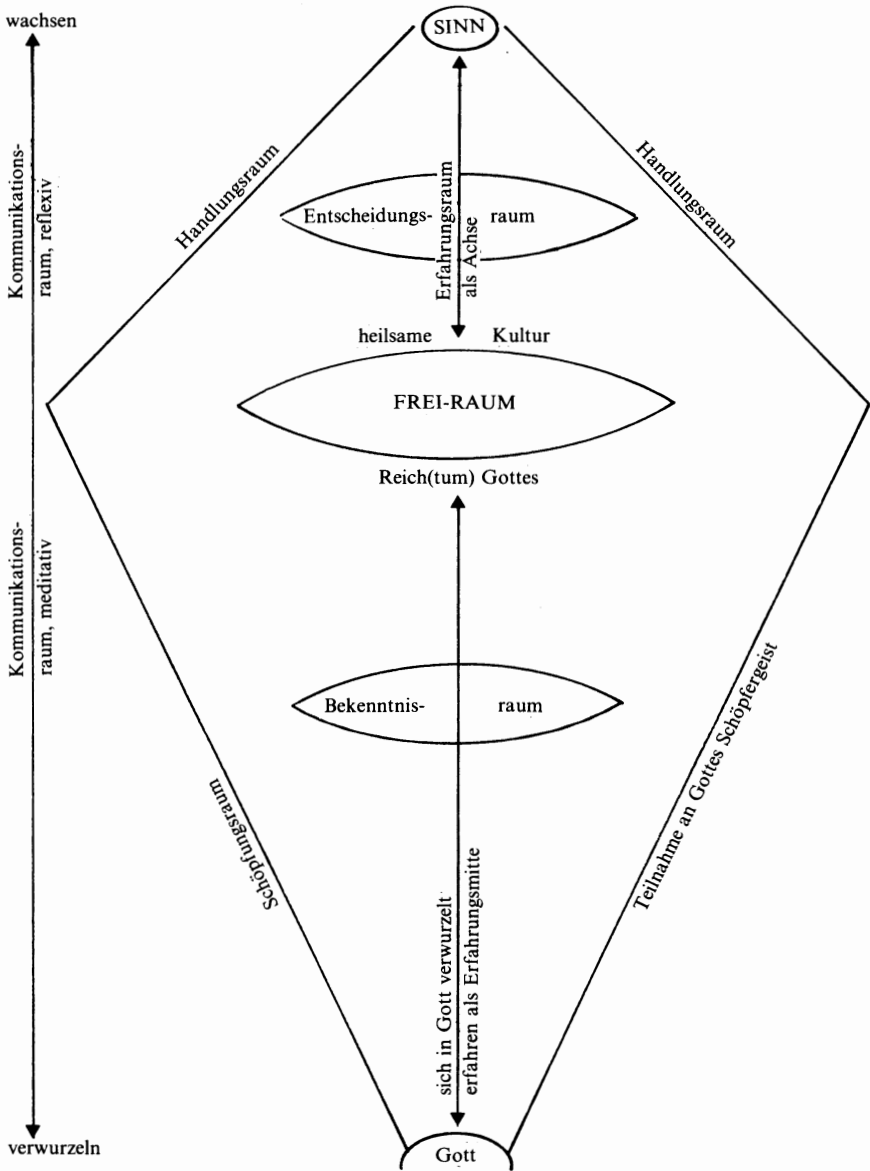 wachsen
SINN
Kommunikations-
raum, reflexiv
Handlungsraum
Handlungsraum
Entscheidungs- raum
Erfahrungsraum
als Achse
heilsame Kultur
FREI-RAUM
Reich(tum) Gottes
Kommunikations-
raum, meditativ
Bekenntnis- raum
Schöpfungsraum
Teilnahme an Gottes Schöpfergeist
sich in Gott verwurzelt
erfahren als Erfahrungsmitte
verwurzeln
Gott